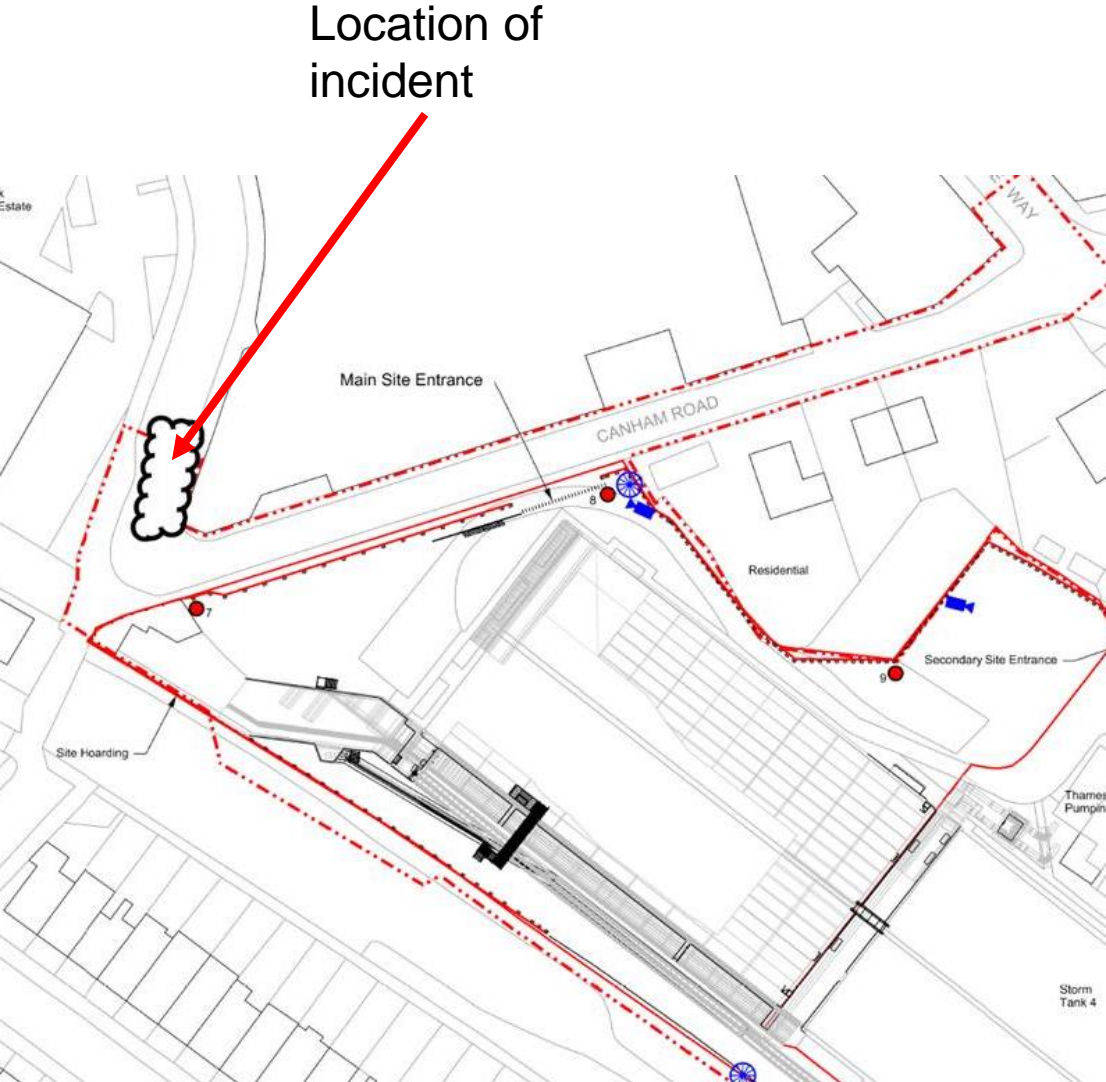 Location of
incident
Estate
WAY
Main Site Entrance
CANHAM ROAD
8
Residential
7
Secondary Site Entrance
9
Site Hoarding
Thames
Pumpin
Storm
Tank 4